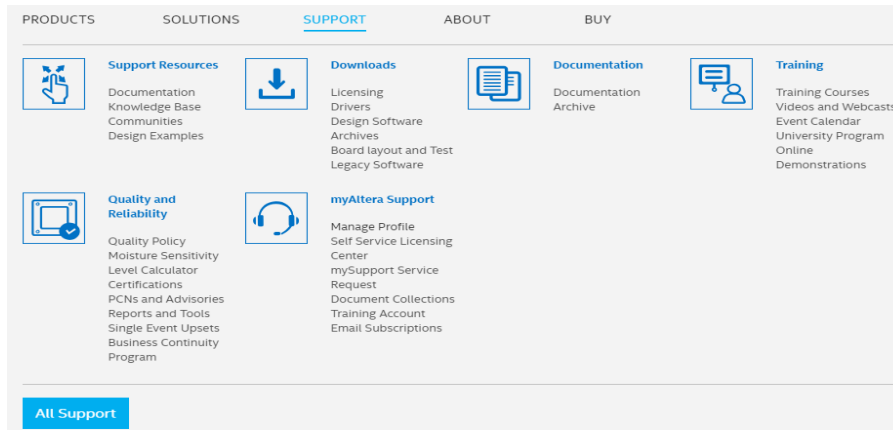 PRODUCTS SOLUTIONS SUPPORT ABOUT BUY
Support Resources
Documentation
Knowledge Base
Communities
Design Examples
Downloads
Licensing
Drivers
Design Software
Archives
Board layout and Test
Legacy Software
Documentation
Documentation
Archive
Training
Training Courses
Videos and Webcasts
Event Calendar
University Program
Online
Demonstrations
Quality and
Reliability
Quality Policy
Moisture Sensitivity
Level Calculator
Certifications
PCNs and Advisories
Reports and Tools
Single Event Upsets
Business Continuity
Program
myAltera Support
Manage Profile
Self Service Licensing
Center
mySupport Service
Request
Document Collections
Training Account
Email Subscriptions
All Support